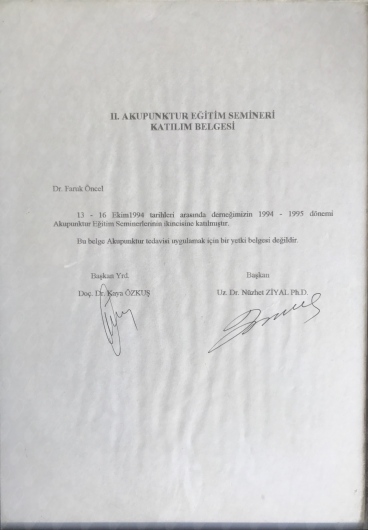 II. AKUPUNKTUR EĞİTİM SEMİNERİ
KATILIM BELGESİ
Dr. Faruk Öncel
13 - 16 Ekim1994 tarihleri arasında derneğimizin 1994 - 1995 dönemi
Akupunktur Eğitim Seminerlerinin ikincisine katılmıştır.
Bu belge Akupunktur tedavisi uygulamak için bir yetki belgesi değildir.
Başkan Yrd. Başkan
Doç. Dr. Kaya ÖZKUŞ Uz. Dr. Nüzhet ZİYAL Ph.D.